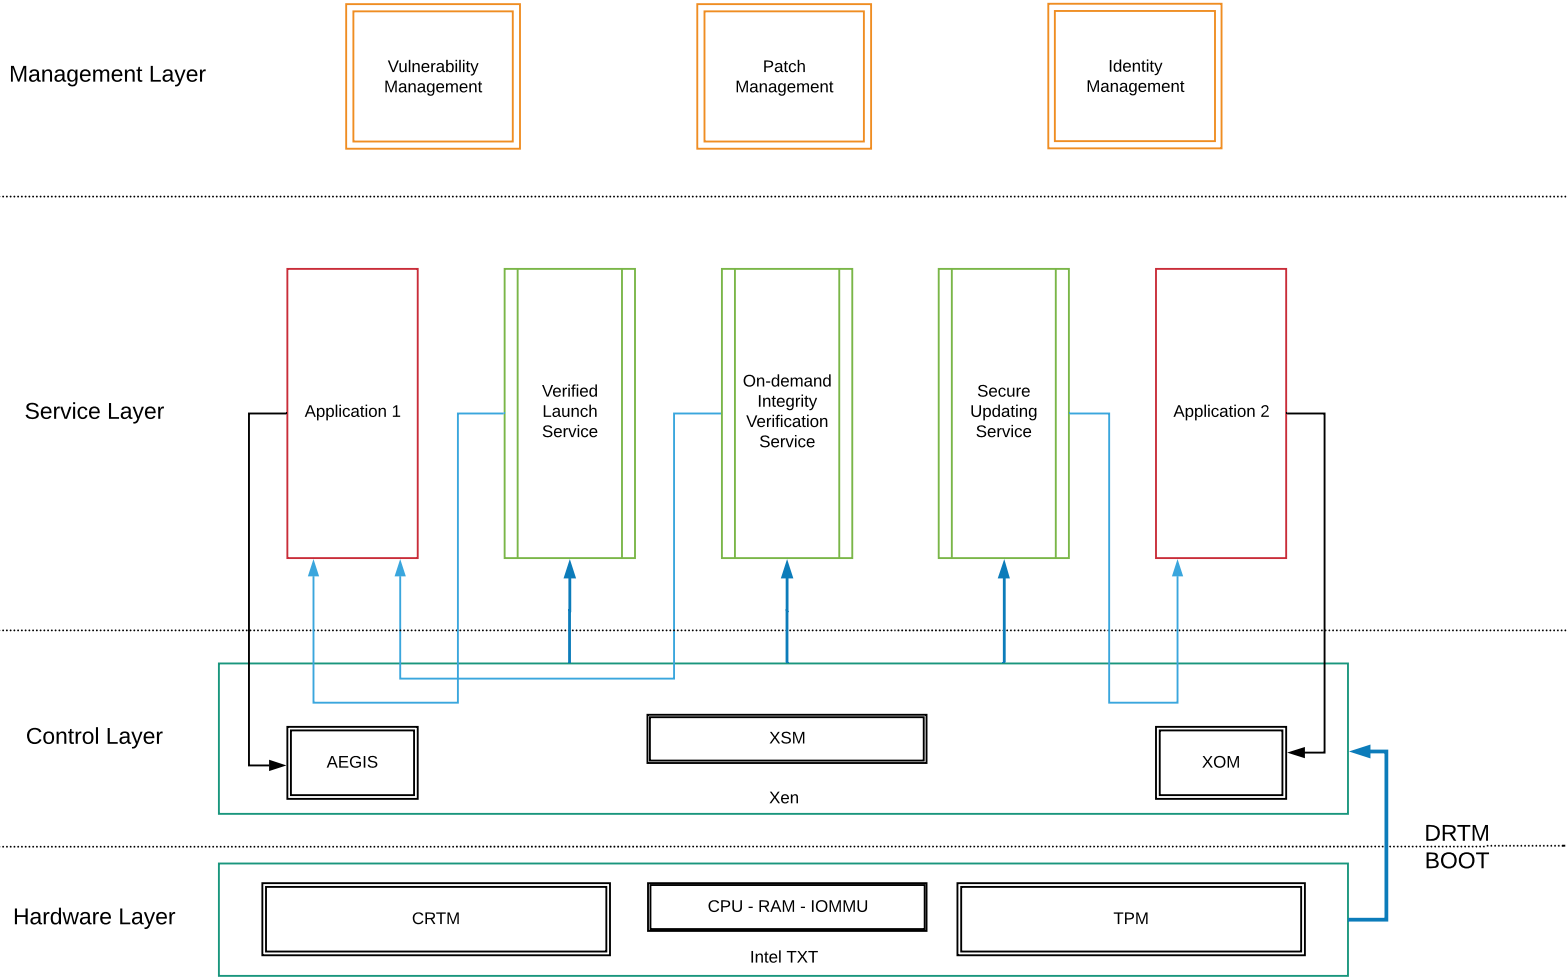 Management Layer
Vulnerability
Management
Patch
Management
Identity
Management
Service Layer
Application 1
Verified
Launch
Service
On-demand
Integrity
Verification
Service
Secure
Updating
Service
Application 2
Control Layer
AEGIS
XSM
XOM
Xen
DRTM
BOOT
Hardware Layer
CRTM
CPU - RAM - IOMMU
TPM
Intel TXT